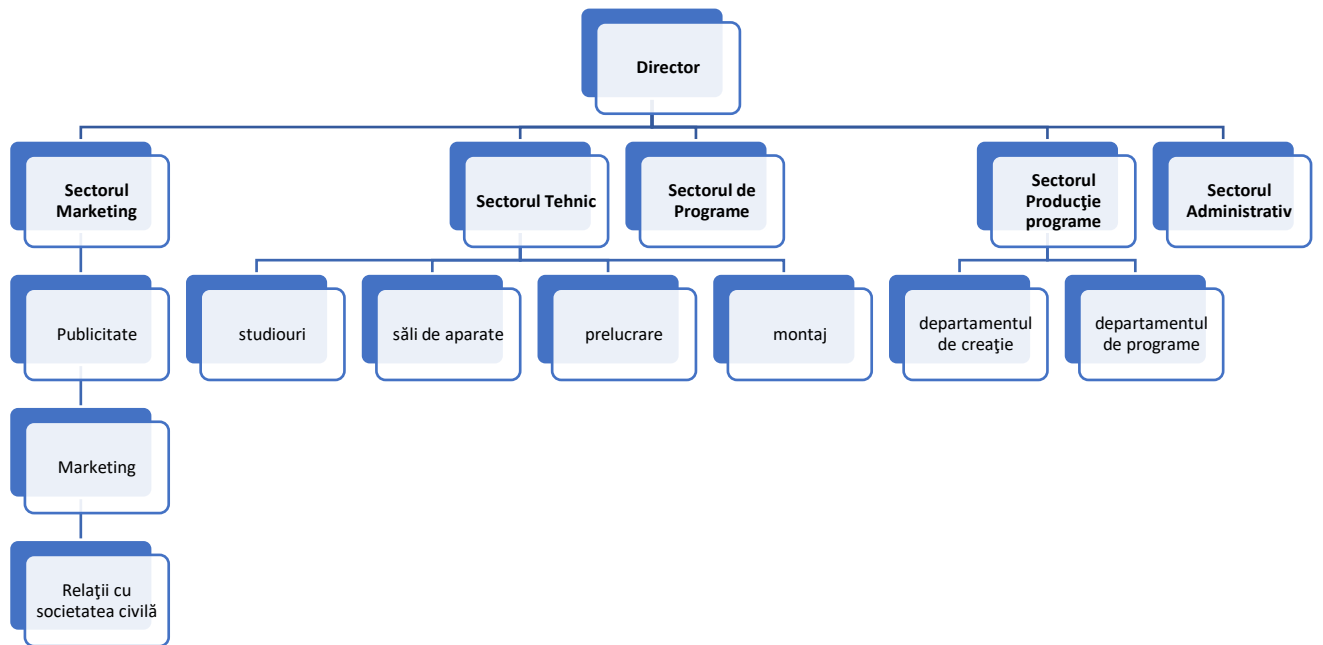 Director
Sectorul
Marketing
Sectorul Tehnic
Sectorul de
Programe
Sectorul
Producţie
programe
Sectorul
Administrativ
Publicitate
studiouri
săli de aparate
prelucrare
montaj
departamentul
de creaţie
departamentul
de programe
Marketing
Relaţii cu
societatea civilă